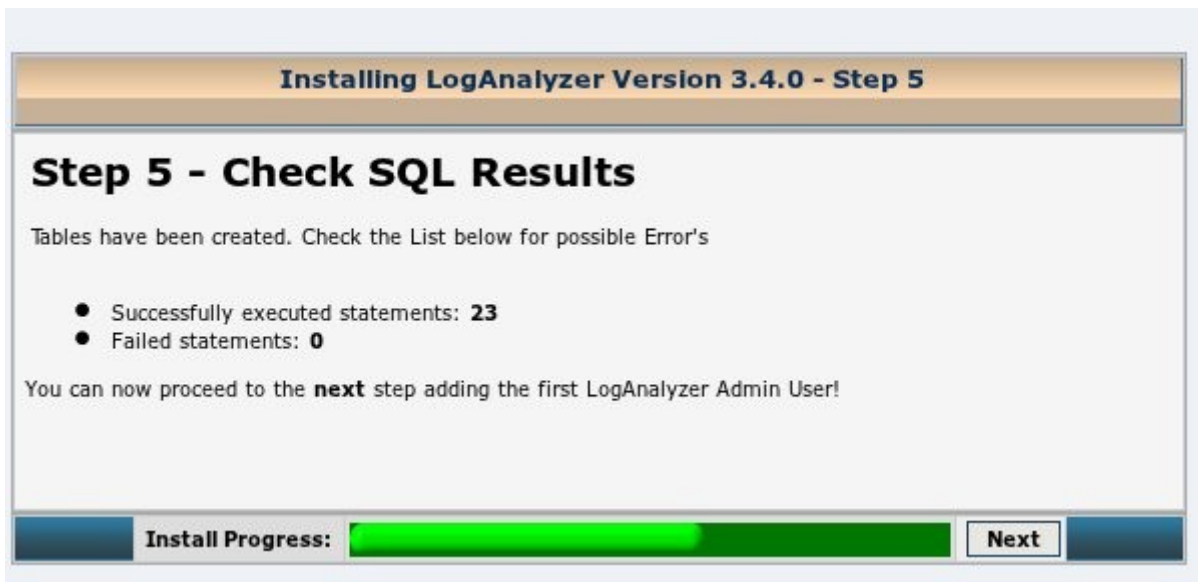 Installing LogAnalyzer Version 3.4.0 - Step 5
Step 5 - Check SQL Results
Tables have been created. Check the List below for possible Error's
Successfully executed statements: 23
Failed statements: 0
You can now proceed to the next step adding the first LogAnalyzer Admin User!
Install Progress:
Next